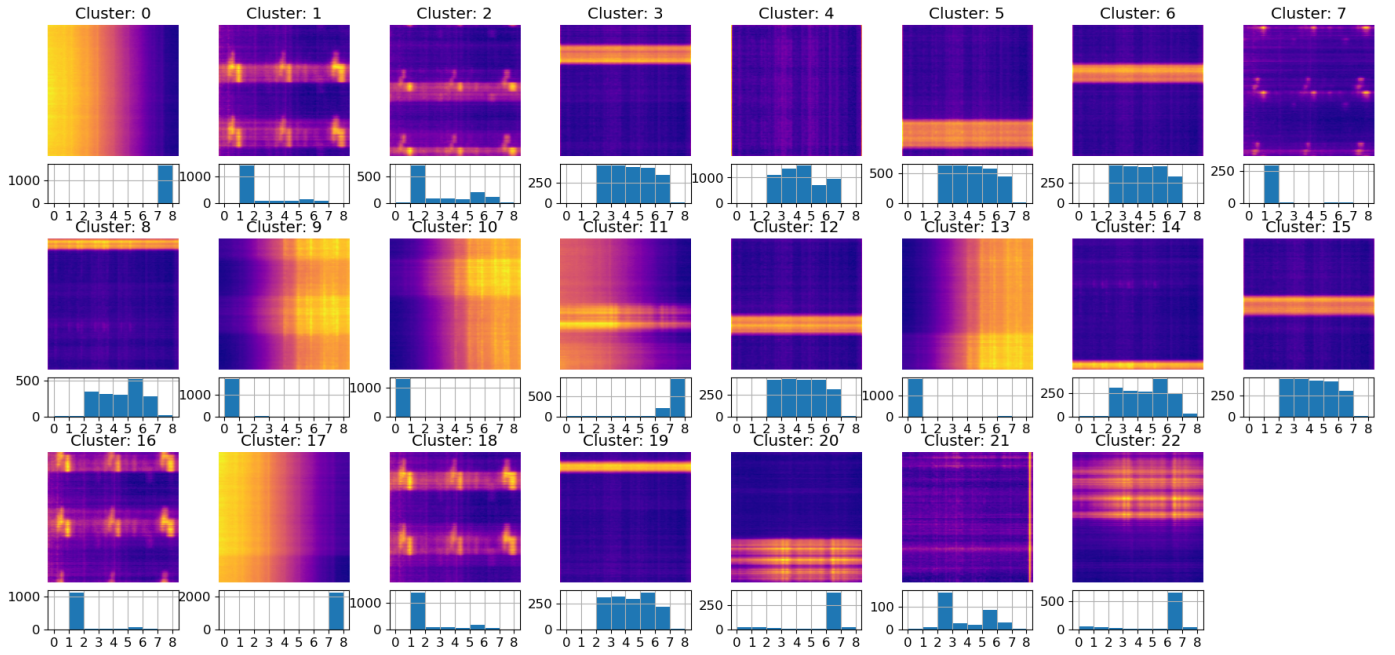 Cluster: 0 Cluster: 1 Cluster: 2 Cluster: 3 Cluster: 4 Cluster: 5 Cluster: 6 Cluster: 7
1000 1000 500 250 1000 500 250 250
0 0 0 0 0 0 0 0
0 1 2 3 4 5 6 7 8 0 1 2 3 4 5 6 7 8 0 1 2 3 4 5 6 7 8 0 1 2 3 4 5 6 7 8 0 1 2 3 4 5 6 7 8 0 1 2 3 4 5 6 7 8 0 1 2 3 4 5 6 7 8 0 1 2 3 4 5 6 7 8
Cluster: 8 Cluster: 9 Cluster: 10 Cluster: 11 Cluster: 12 Cluster: 13 Cluster: 14 Cluster: 15
500 1000 1000 500 250 1000 250 250
0 0 0 0 0 0 0 0
0 1 2 3 4 5 6 7 8 0 1 2 3 4 5 6 7 8 0 1 2 3 4 5 6 7 8 0 1 2 3 4 5 6 7 8 0 1 2 3 4 5 6 7 8 0 1 2 3 4 5 6 7 8 0 1 2 3 4 5 6 7 8 0 1 2 3 4 5 6 7 8
Cluster: 16 Cluster: 17 Cluster: 18 Cluster: 19 Cluster: 20 Cluster: 21 Cluster: 22
1000 2000 1000 250 250 100 500
0 0 0 0 0 0 0
0 1 2 3 4 5 6 7 8 0 1 2 3 4 5 6 7 8 0 1 2 3 4 5 6 7 8 0 1 2 3 4 5 6 7 8 0 1 2 3 4 5 6 7 8 0 1 2 3 4 5 6 7 8 0 1 2 3 4 5 6 7 8